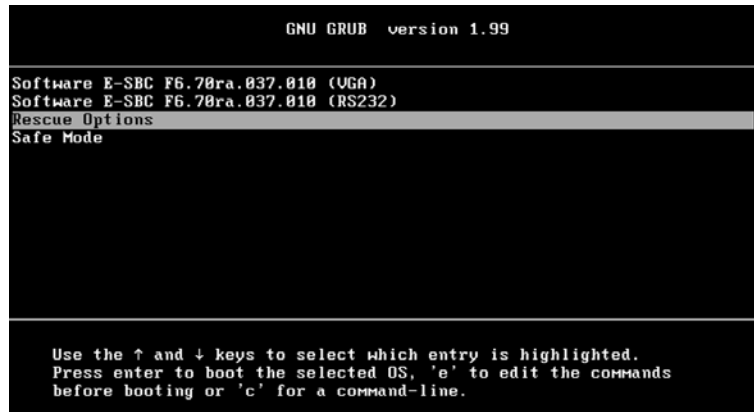 GNU GRUB version 1.99
Software E-SBC F6.70ra.037.010 (VGA)
Software E-SBC F6.70ra.037.010 (RS232)
Rescue Options
Safe Mode
Use the ↑ and ↓ keys to select which entry is highlighted.
Press enter to boot the selected OS, 'e' to edit the commands
before booting or 'c' for a command-line.